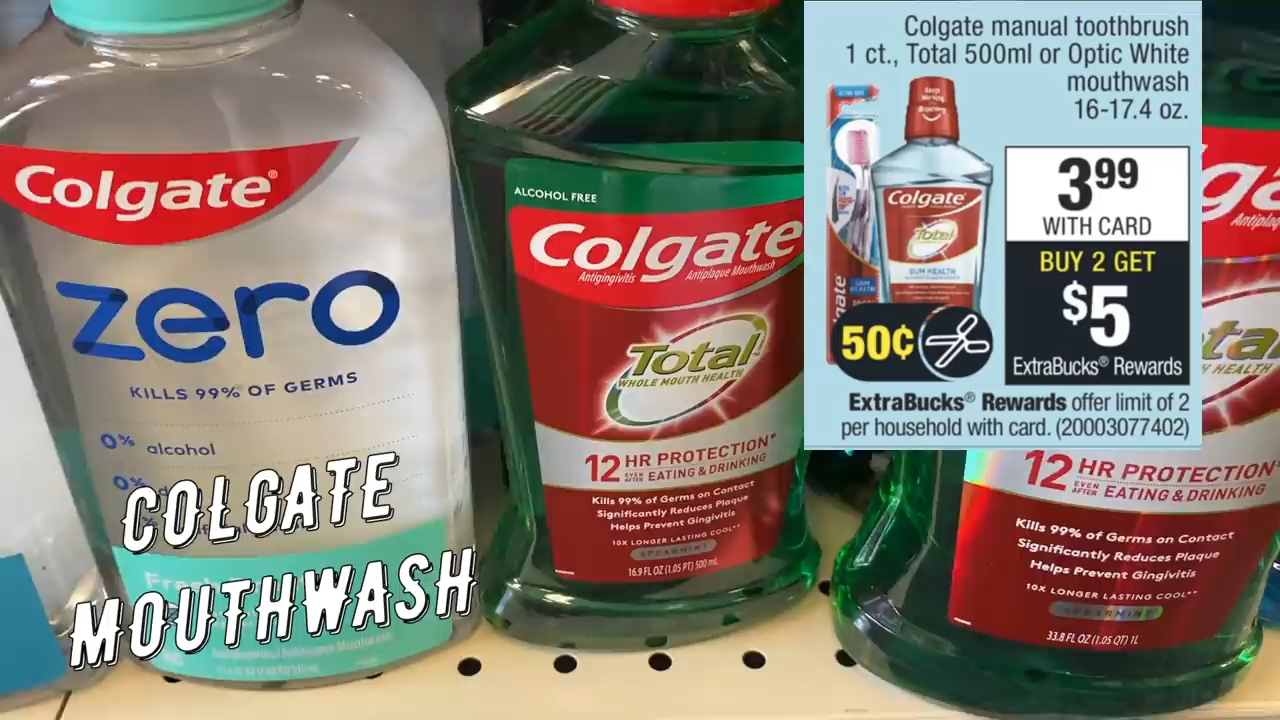 Colgate®
zero
KILLS 99% OF GERMS
0% alcohol
0%
COLGATE
MOUTHWASH
ALCOHOL FREE
Colgate
Antigingivitis Antiplaque Mouthwash
Total
WHOLE MOUTH HEALTH
12 HR PROTECTION*
EVEN AFTER EATING & DRINKING
Kills 99% of Germs on Contact
Significantly Reduces Plaque
Helps Prevent Gingivitis
10X LONGER LASTING COOL**
SPEARMINT
16.9 FL OZ (1.05 PT) 500 mL
Colgate manual toothbrush
1 ct., Total 500ml or Optic White
mouthwash
16-17.4 oz.
Keep Working Brushing
Colgate
Total
GUM HEALTH
3.99
WITH CARD
BUY 2 GET
$5
ExtraBucks® Rewards
50¢
ExtraBucks® Rewards offer limit of 2
per household with card. (20003077402)
12 HR PROTECTION*
EVEN AFTER EATING & DRINKING
Kills 99% of Germs on Contact
Significantly Reduces Plaque
Helps Prevent Gingivitis
10X LONGER LASTING COOL**
SPEARMINT
33.8 FL OZ (1.05 QT) 1L